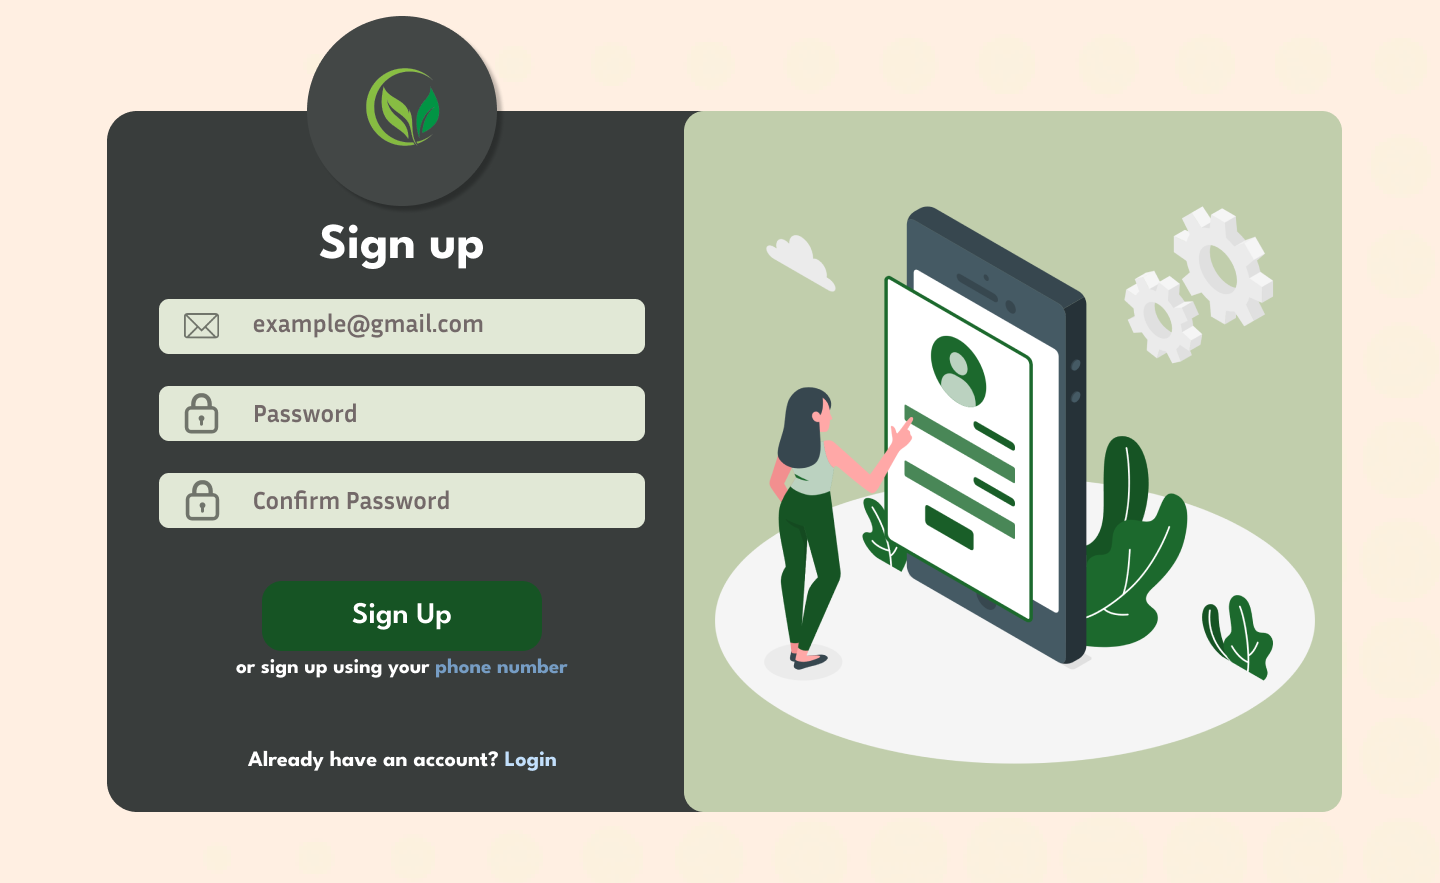 Sign up
example@gmail.com
Password
Confirm Password
Sign Up
or sign up using your phone number
Already have an account? Login